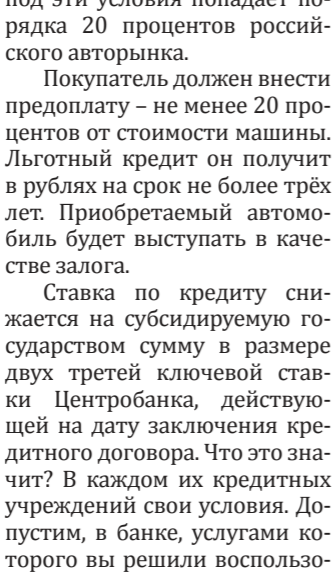 под эти условия попадает по-
рядка 20 процентов россий-
ского авторынка.
Покупатель должен внести
предоплату – не менее 20 про-
центов от стоимости машины.
Льготный кредит он получит
в рублях на срок не более трёх
лет. Приобретаемый автомо-
биль будет выступать в каче-
стве залога.
Ставка по кредиту сни-
жается на субсидируемую го-
сударством сумму в размере
двух третей ключевой став-
ки Центробанка, действую-
щей на дату заключения кре-
дитного договора. Что это зна-
чит? В каждом их кредитных
учреждений свои условия. До-
пустим, в банке, услугами ко-
торого вы решили воспользо-